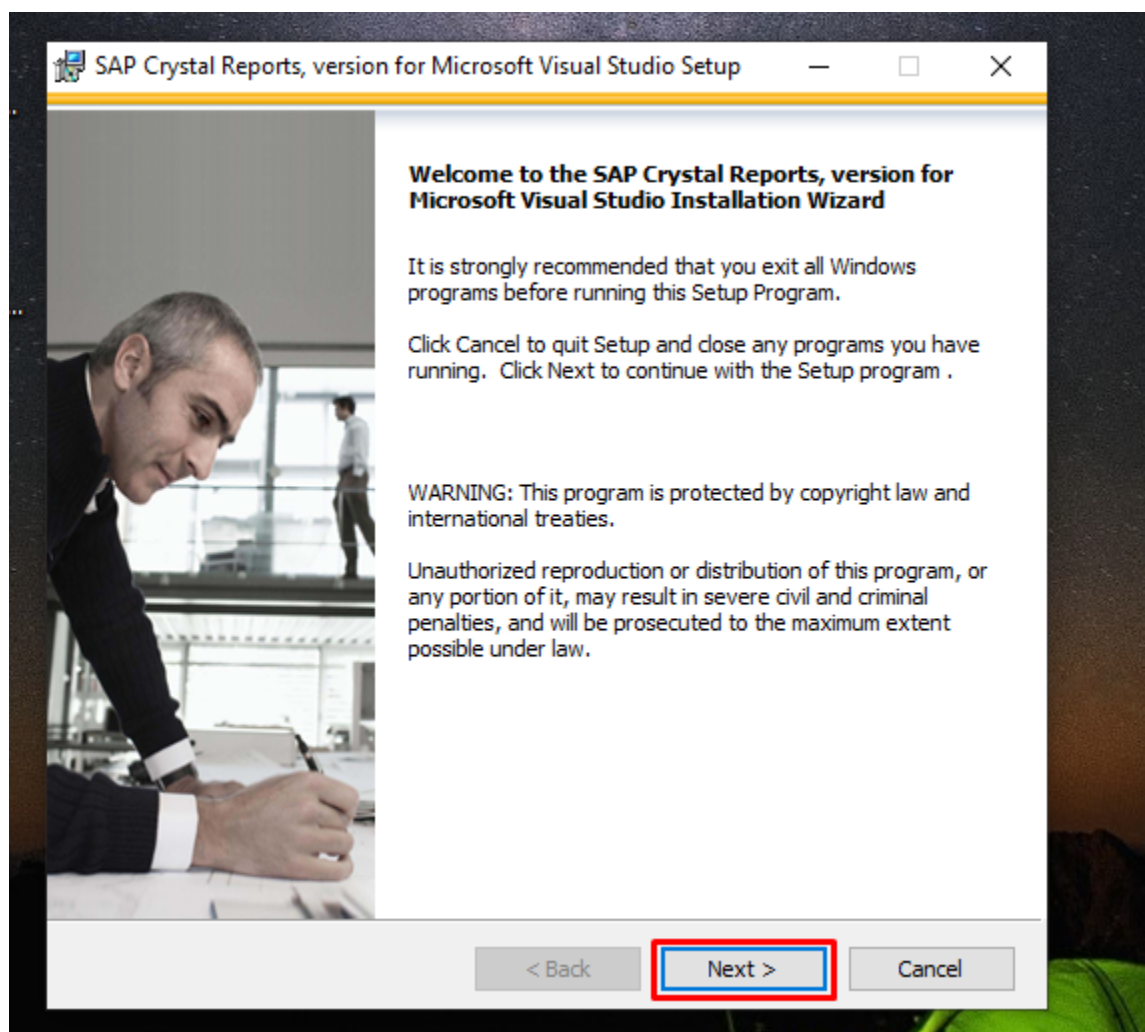 SAP Crystal Reports, version for Microsoft Visual Studio Setup
Welcome to the SAP Crystal Reports, version for
Microsoft Visual Studio Installation Wizard
It is strongly recommended that you exit all Windows
programs before running this Setup Program.
Click Cancel to quit Setup and close any programs you have
running.  Click Next to continue with the Setup program .
WARNING: This program is protected by copyright law and
international treaties.
Unauthorized reproduction or distribution of this program, or
any portion of it, may result in severe civil and criminal
penalties, and will be prosecuted to the maximum extent
possible under law.
< Back
Next >
Cancel